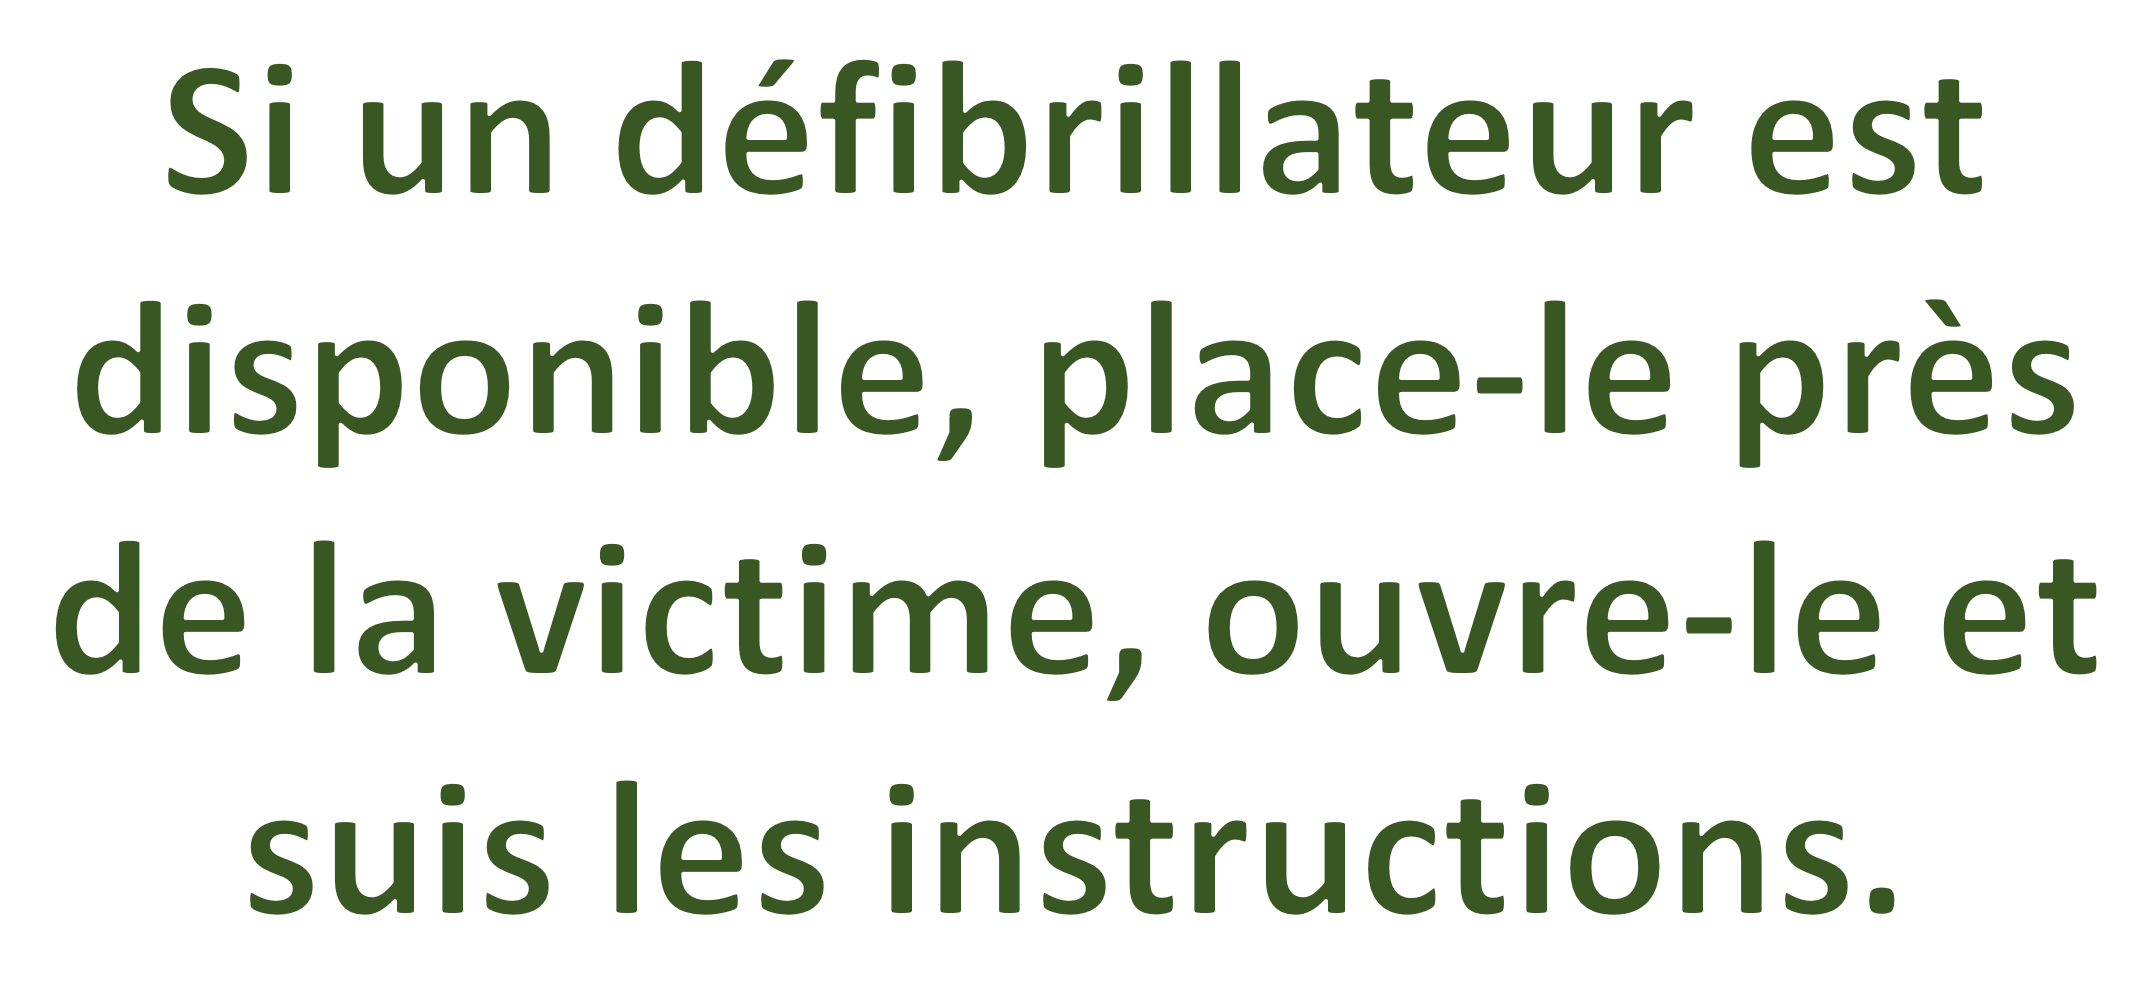 Si un défibrillateur est
disponible, place-le près
de la victime, ouvre-le et
suis les instructions.